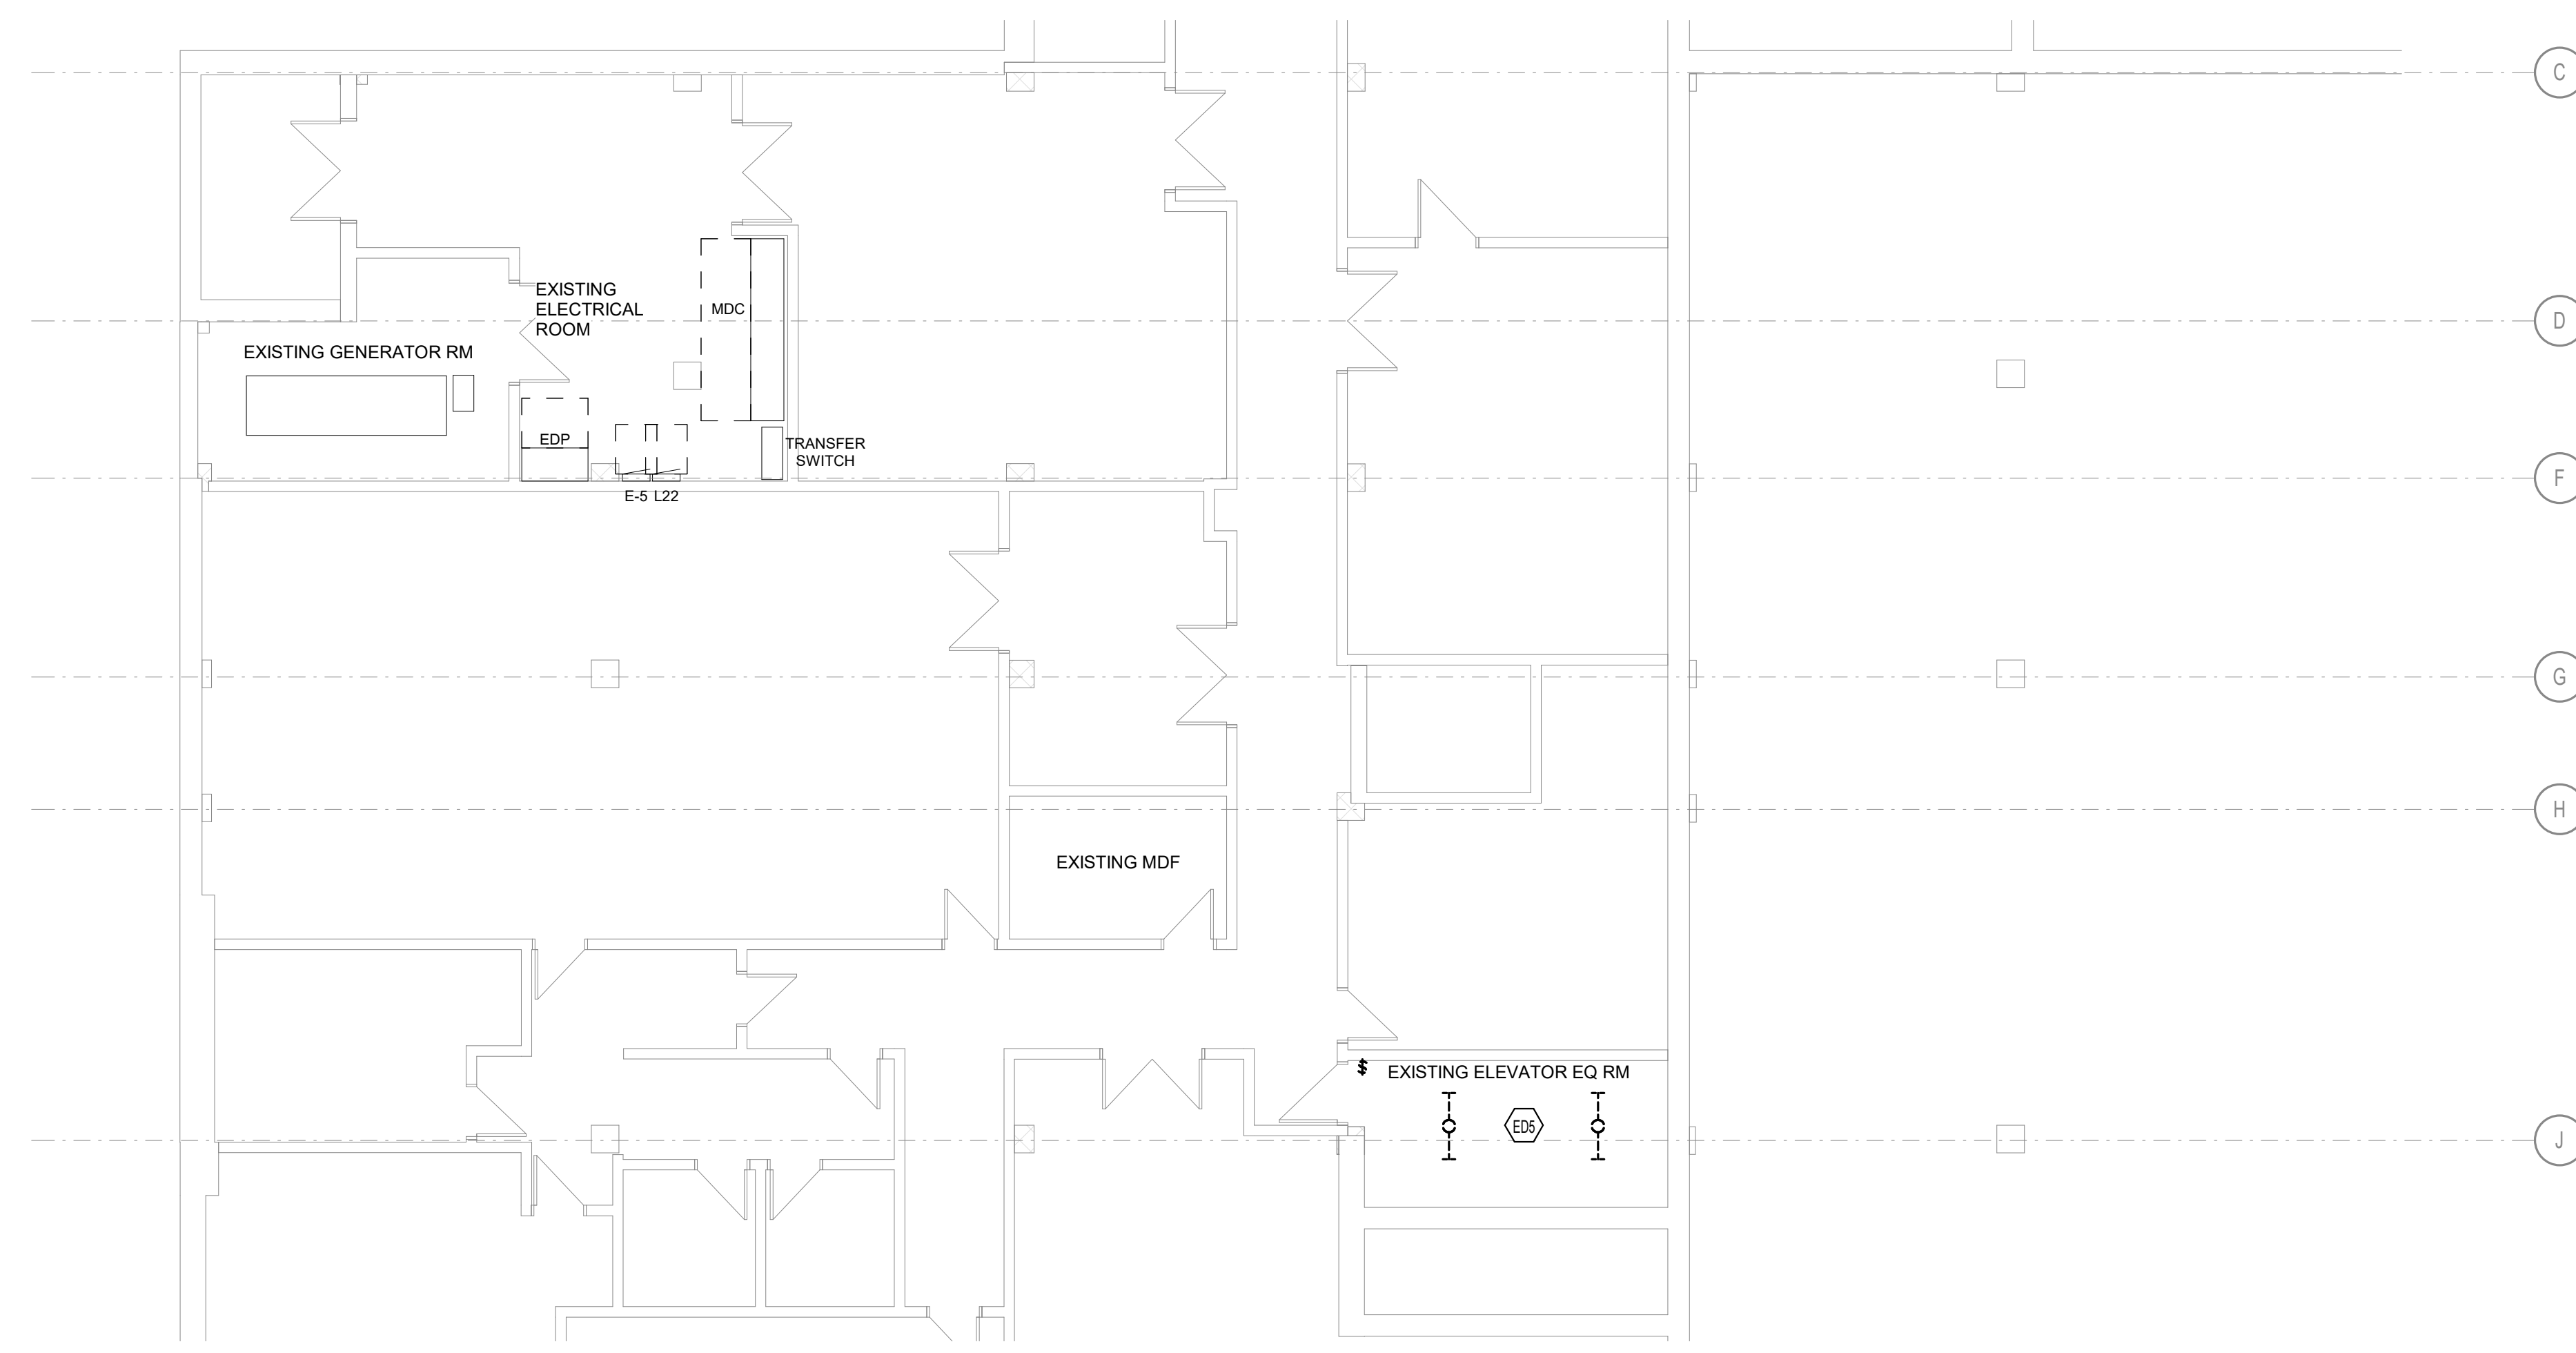 C
EXISTING
ELECTRICAL
ROOM
MDC
D
EXISTING GENERATOR RM
EDP
TRANSFER
SWITCH
F
E-5 L22
G
H
EXISTING MDF
$
EXISTING ELEVATOR EQ RM
ED5
J